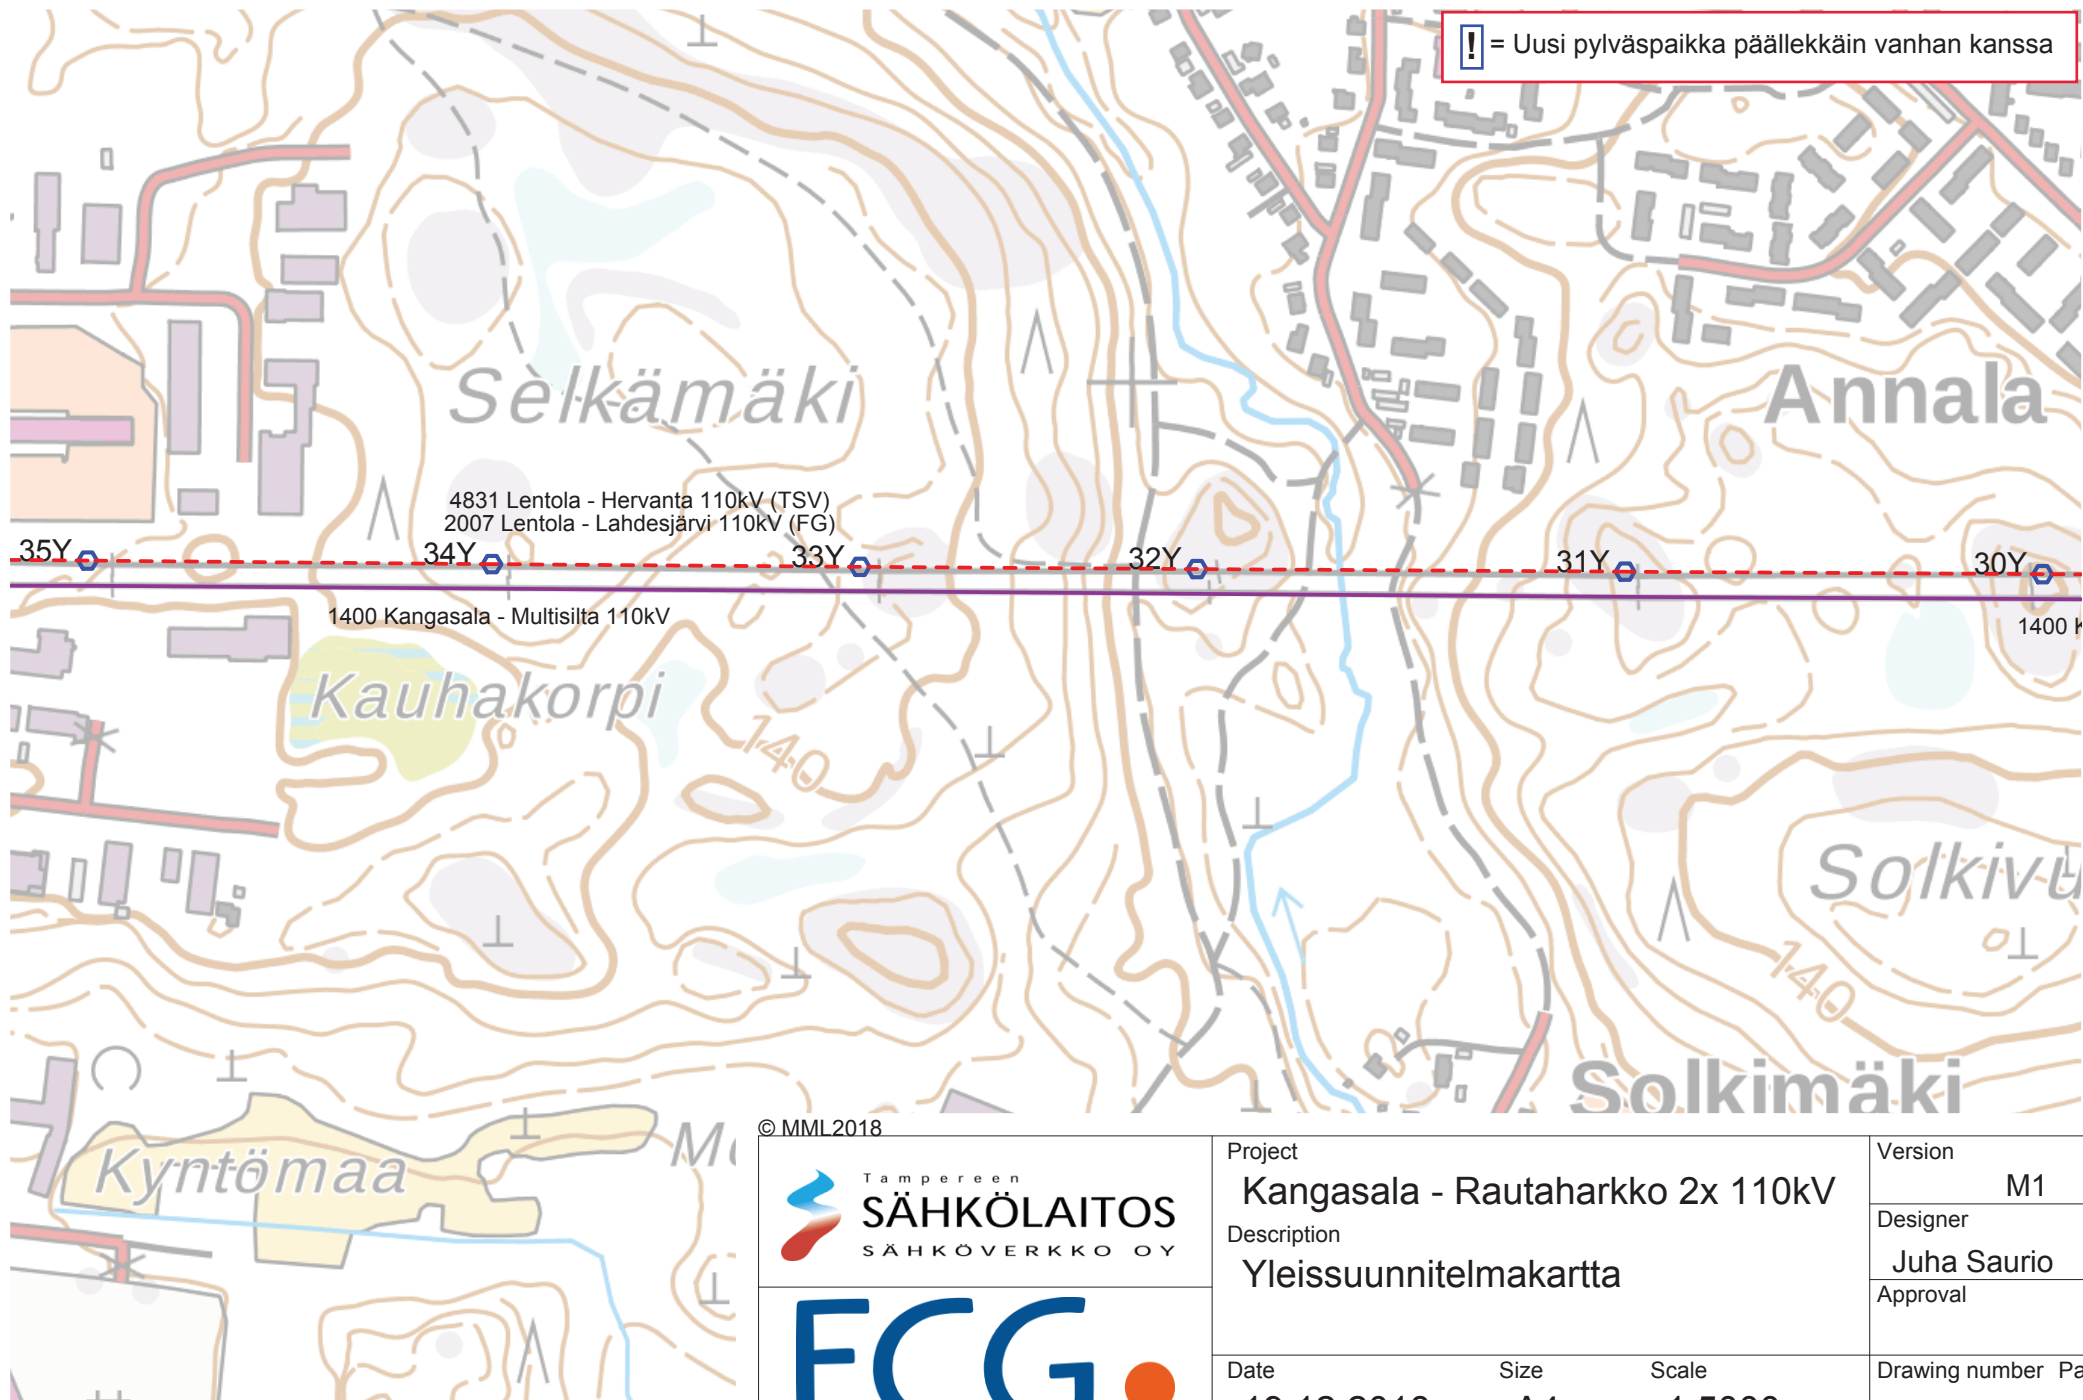 ! = Uusi pylväspaikka päällekkäin vanhan kanssa
Selkämäki
Annala
4831 Lentola - Hervanta 110kV (TSV)
2007 Lentola - Lahdesjärvi 110kV (FG)
35Y
34Y
33Y
32Y
31Y
30Y
1400 Kangasala - Multisilta 110kV
1400
Kauhakorpi
140
140
Solkimäki
Kyntömaa
© MML2018
Tampereen
SÄHKÖLAITOS
SÄHKÖVERKKO OY
FCG
Project
Kangasala - Rautaharkko 2x 110kV
Description
Yleissuunnitelmakartta
Version
M1
Designer
Juha Saurio
Approval
Date
Size
Scale
Drawing number